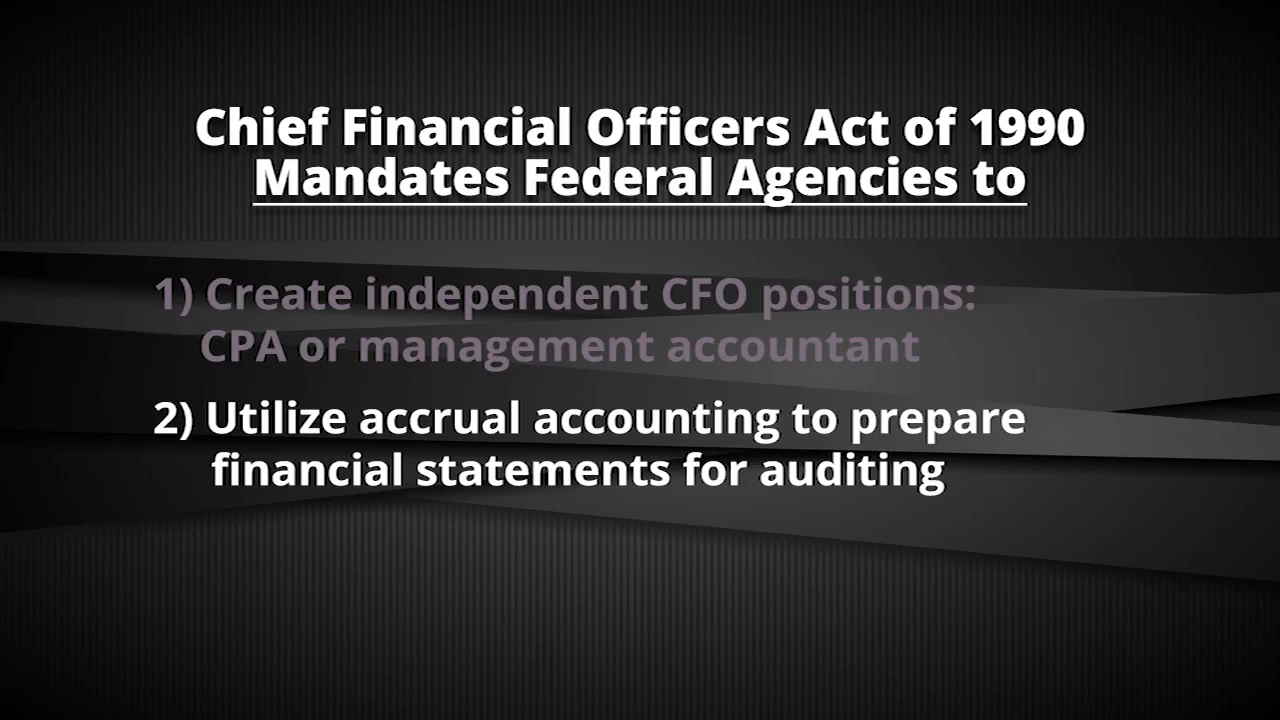 Chief Financial Officers Act of 1990
Mandates Federal Agencies to
1) Create independent CFO positions:
CPA or management accountant
2) Utilize accrual accounting to prepare
financial statements for auditing